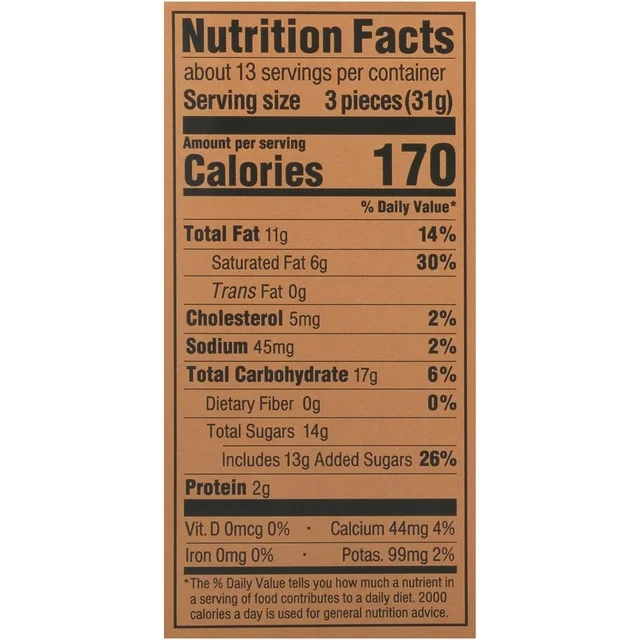 Nutrition Facts
about 13 servings per container
Serving size 3 pieces (31g)
Amount per serving
Calories 170
% Daily Value*
Total Fat 11g 14%
Saturated Fat 6g 30%
Trans Fat 0g
Cholesterol 5mg 2%
Sodium 45mg 2%
Total Carbohydrate 17g 6%
Dietary Fiber 0g 0%
Total Sugars 14g
Includes 13g Added Sugars 26%
Protein 2g
Vit. D 0mcg 0% · Calcium 44mg 4%
Iron 0mg 0% · Potas. 99mg 2%
*The % Daily Value tells you how much a nutrient in
a serving of food contributes to a daily diet. 2000
calories a day is used for general nutrition advice.